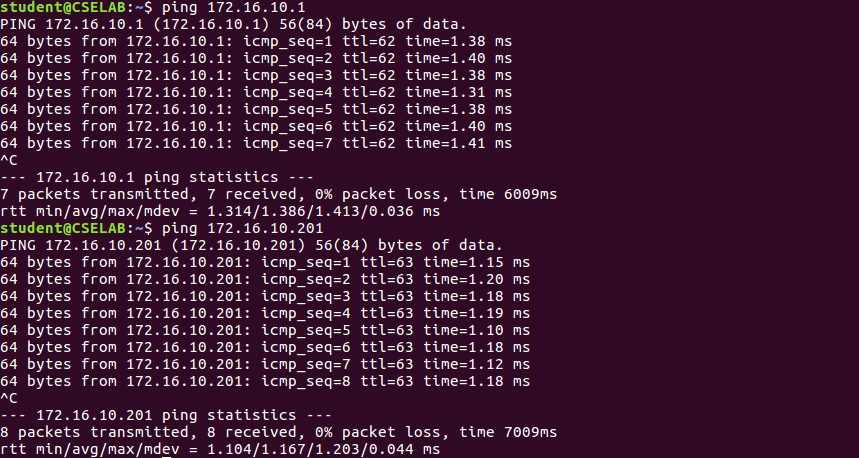 student@CSELAB:~$ ping 172.16.10.1
PING 172.16.10.1 (172.16.10.1) 56(84) bytes of data.
64 bytes from 172.16.10.1: icmp_seq=1 ttl=62 time=1.38 ms
64 bytes from 172.16.10.1: icmp_seq=2 ttl=62 time=1.40 ms
64 bytes from 172.16.10.1: icmp_seq=3 ttl=62 time=1.38 ms
64 bytes from 172.16.10.1: icmp_seq=4 ttl=62 time=1.31 ms
64 bytes from 172.16.10.1: icmp_seq=5 ttl=62 time=1.38 ms
64 bytes from 172.16.10.1: icmp_seq=6 ttl=62 time=1.40 ms
64 bytes from 172.16.10.1: icmp_seq=7 ttl=62 time=1.41 ms
^C
--- 172.16.10.1 ping statistics ---
7 packets transmitted, 7 received, 0% packet loss, time 6009ms
rtt min/avg/max/mdev = 1.314/1.386/1.413/0.036 ms
student@CSELAB:~$ ping 172.16.10.201
PING 172.16.10.201 (172.16.10.201) 56(84) bytes of data.
64 bytes from 172.16.10.201: icmp_seq=1 ttl=63 time=1.15 ms
64 bytes from 172.16.10.201: icmp_seq=2 ttl=63 time=1.20 ms
64 bytes from 172.16.10.201: icmp_seq=3 ttl=63 time=1.18 ms
64 bytes from 172.16.10.201: icmp_seq=4 ttl=63 time=1.19 ms
64 bytes from 172.16.10.201: icmp_seq=5 ttl=63 time=1.10 ms
64 bytes from 172.16.10.201: icmp_seq=6 ttl=63 time=1.18 ms
64 bytes from 172.16.10.201: icmp_seq=7 ttl=63 time=1.12 ms
64 bytes from 172.16.10.201: icmp_seq=8 ttl=63 time=1.18 ms
^C
--- 172.16.10.201 ping statistics ---
8 packets transmitted, 8 received, 0% packet loss, time 7009ms
rtt min/avg/max/mdev = 1.104/1.167/1.203/0.044 ms